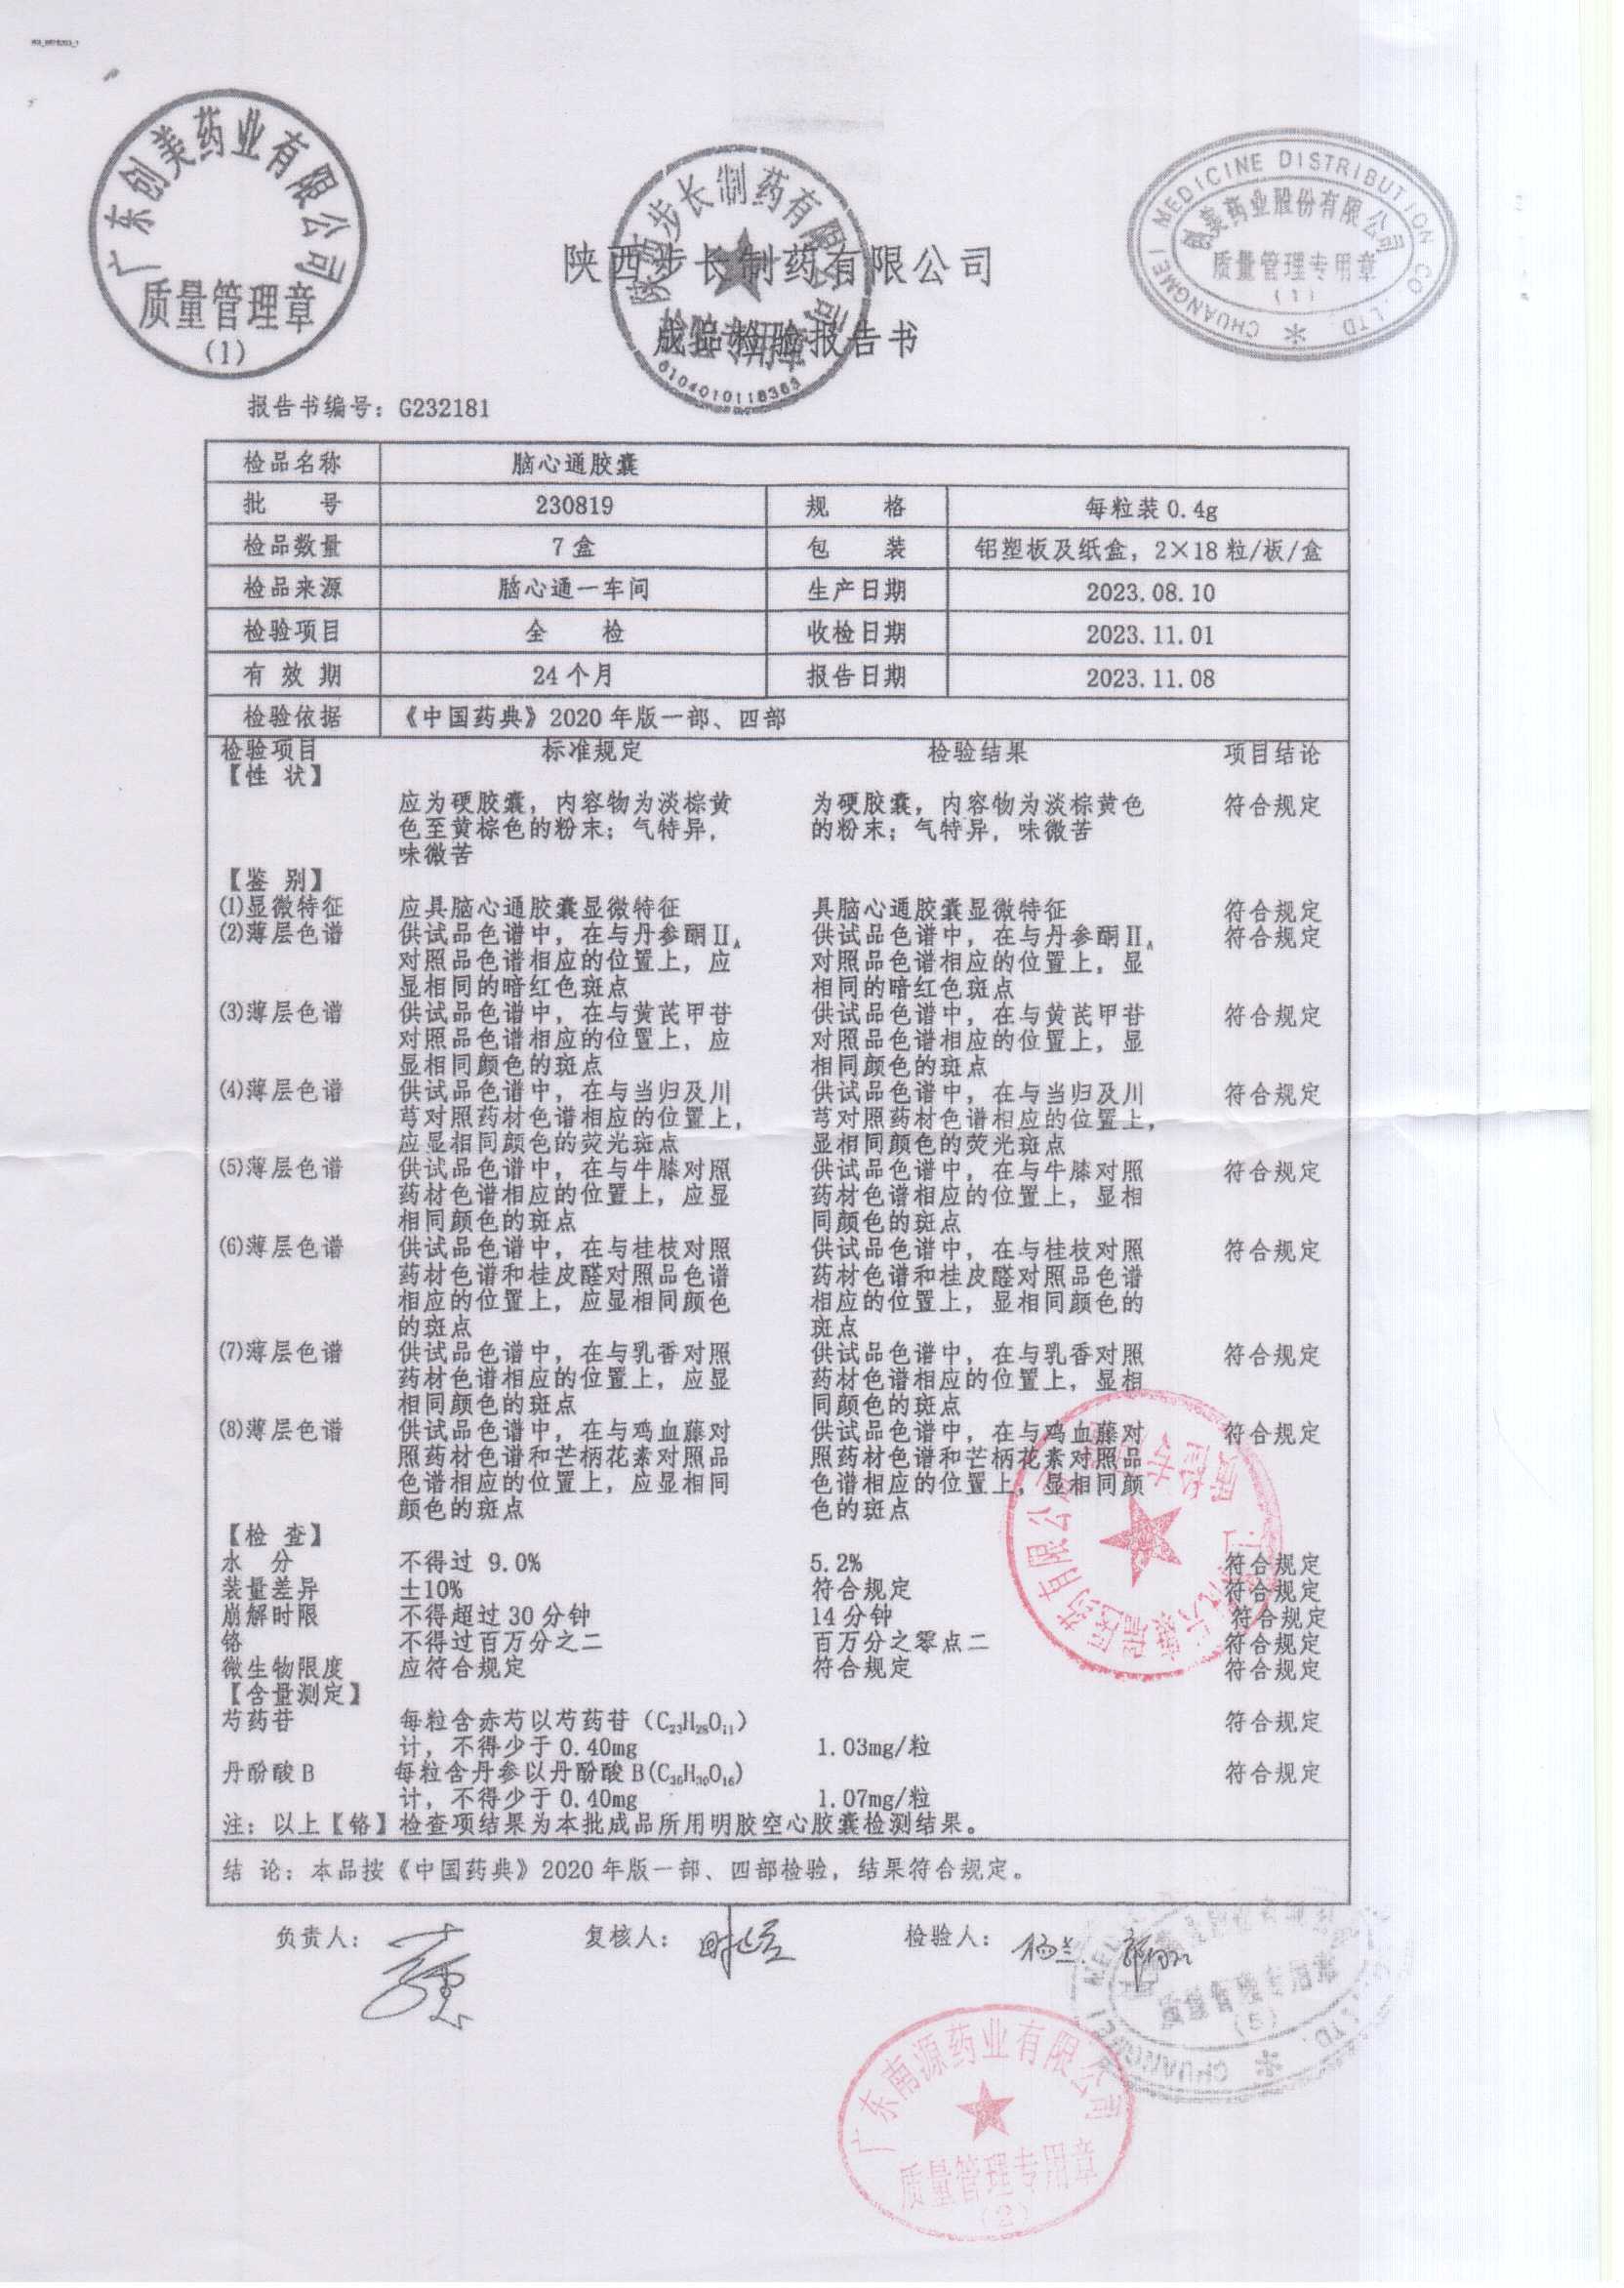 广东创美药业有限公司
质量管理章
(1)
陕西步长制药有限公司
6104010118363
CHUANGMEI MEDICINE DISTRIBUTION CO., LTD.
创美药业股份有限公司
质量管理专用章
(1)
陕西步长制药有限公司
成品检验报告书
报告书编号：G232181
检品名称 脑心通胶囊
批 号 230819 规 格 每粒装 0.4g
检品数量 7 盒 包 装 铝塑板及纸盒，2×18 粒/板/盒
检品来源 脑心通一车间 生产日期 2023.08.10
检验项目 全 检 收检日期 2023.11.01
有 效 期 24 个月 报告日期 2023.11.08
检验依据 《中国药典》2020 年版一部、四部
检验项目 标准规定 检验结果 项目结论
【性 状】
应为硬胶囊，内容物为淡棕黄 为硬胶囊，内容物为淡棕黄色 符合规定
色至黄棕色的粉末；气特异， 的粉末；气特异，味微苦
味微苦
【鉴 别】
(1)显微特征 应具脑心通胶囊显微特征 具脑心通胶囊显微特征 符合规定
(2)薄层色谱 供试品色谱中，在与丹参酮ⅡA 供试品色谱中，在与丹参酮ⅡA 符合规定
对照品色谱相应的位置上，应 对照品色谱相应的位置上，显
显相同的暗红色斑点 相同的暗红色斑点
(3)薄层色谱 供试品色谱中，在与黄芪甲苷 供试品色谱中，在与黄芪甲苷 符合规定
对照品色谱相应的位置上，应 对照品色谱相应的位置上，显
显相同颜色的斑点 相同颜色的斑点
(4)薄层色谱 供试品色谱中，在与当归及川 供试品色谱中，在与当归及川 符合规定
芎对照药材色谱相应的位置上， 芎对照药材色谱相应的位置上，
应显相同颜色的荧光斑点 显相同颜色的荧光斑点
(5)薄层色谱 供试品色谱中，在与牛膝对照 供试品色谱中，在与牛膝对照 符合规定
药材色谱相应的位置上，应显 药材色谱相应的位置上，显相
相同颜色的斑点 同颜色的斑点
(6)薄层色谱 供试品色谱中，在与桂枝对照 供试品色谱中，在与桂枝对照 符合规定
药材色谱和桂皮醛对照品色谱 药材色谱和桂皮醛对照品色谱
相应的位置上，应显相同颜色 相应的位置上，显相同颜色的
的斑点 斑点
(7)薄层色谱 供试品色谱中，在与乳香对照 供试品色谱中，在与乳香对照 符合规定
药材色谱相应的位置上，应显 药材色谱相应的位置上，显相
相同颜色的斑点 同颜色的斑点
(8)薄层色谱 供试品色谱中，在与鸡血藤对 供试品色谱中，在与鸡血藤对 符合规定
照药材色谱和芒柄花素对照品 照药材色谱和芒柄花素对照品
色谱相应的位置上，应显相同 色谱相应的位置上，显相同颜
颜色的斑点 色的斑点
【检 查】
水 分 不得过 9.0% 5.2% 符合规定
装量差异 ±10% 符合规定 符合规定
崩解时限 不得超过 30 分钟 14 分钟 符合规定
铬 不得过百万分之二 百万分之零点二 符合规定
微生物限度 应符合规定 符合规定 符合规定
【含量测定】
芍药苷 每粒含赤芍以芍药苷（C23H28O11） 符合规定
计，不得少于 0.40mg 1.03mg/粒
丹酚酸 B 每粒含丹参以丹酚酸 B(C36H30O16) 符合规定
计，不得少于 0.40mg 1.07mg/粒
注：以上【铬】检查项结果为本批成品所用明胶空心胶囊检测结果。
结 论：本品按《中国药典》2020 年版一部、四部检验，结果符合规定。
负责人： 复核人： 检验人： 杨兰
质量管理专用章
(5)
广东南源药业有限公司
质量管理专用章
(2)